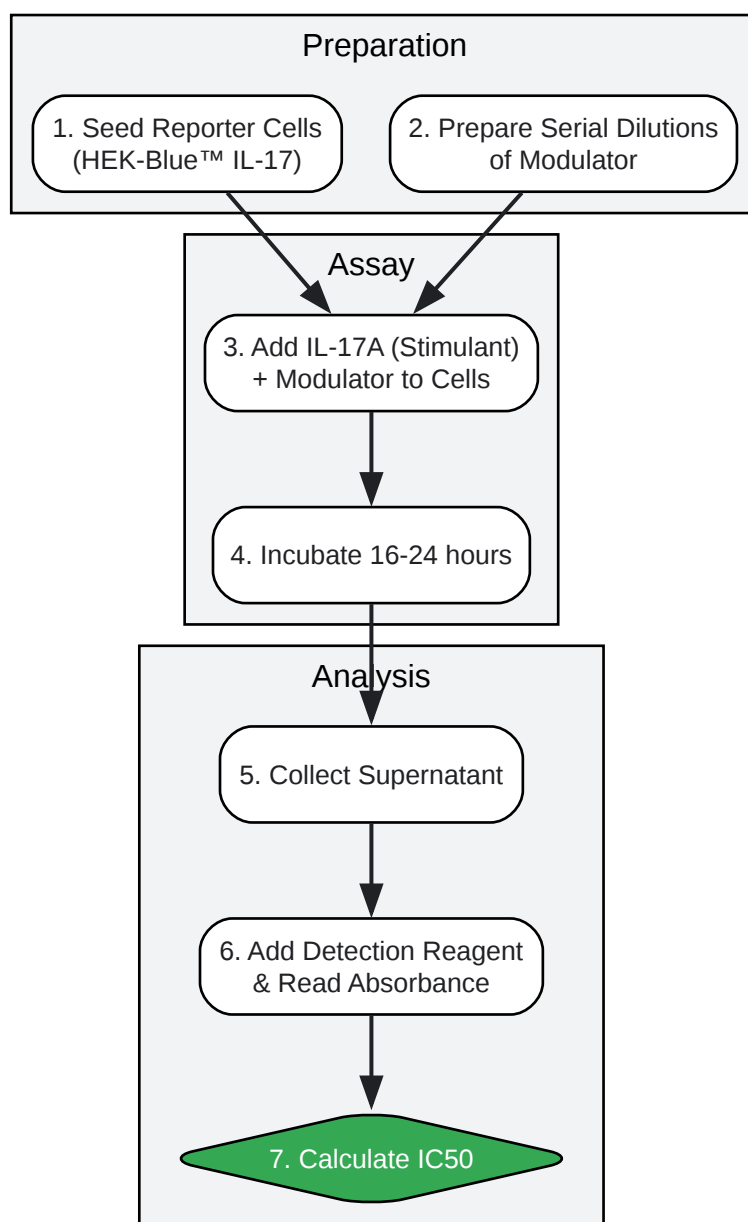 Preparation
1. Seed Reporter Cells
(HEK-Blue™ IL-17)
2. Prepare Serial Dilutions
of Modulator
Assay
3. Add IL-17A (Stimulant)
+ Modulator to Cells
4. Incubate 16-24 hours
Analysis
5. Collect Supernatant
6. Add Detection Reagent
& Read Absorbance
7. Calculate IC50